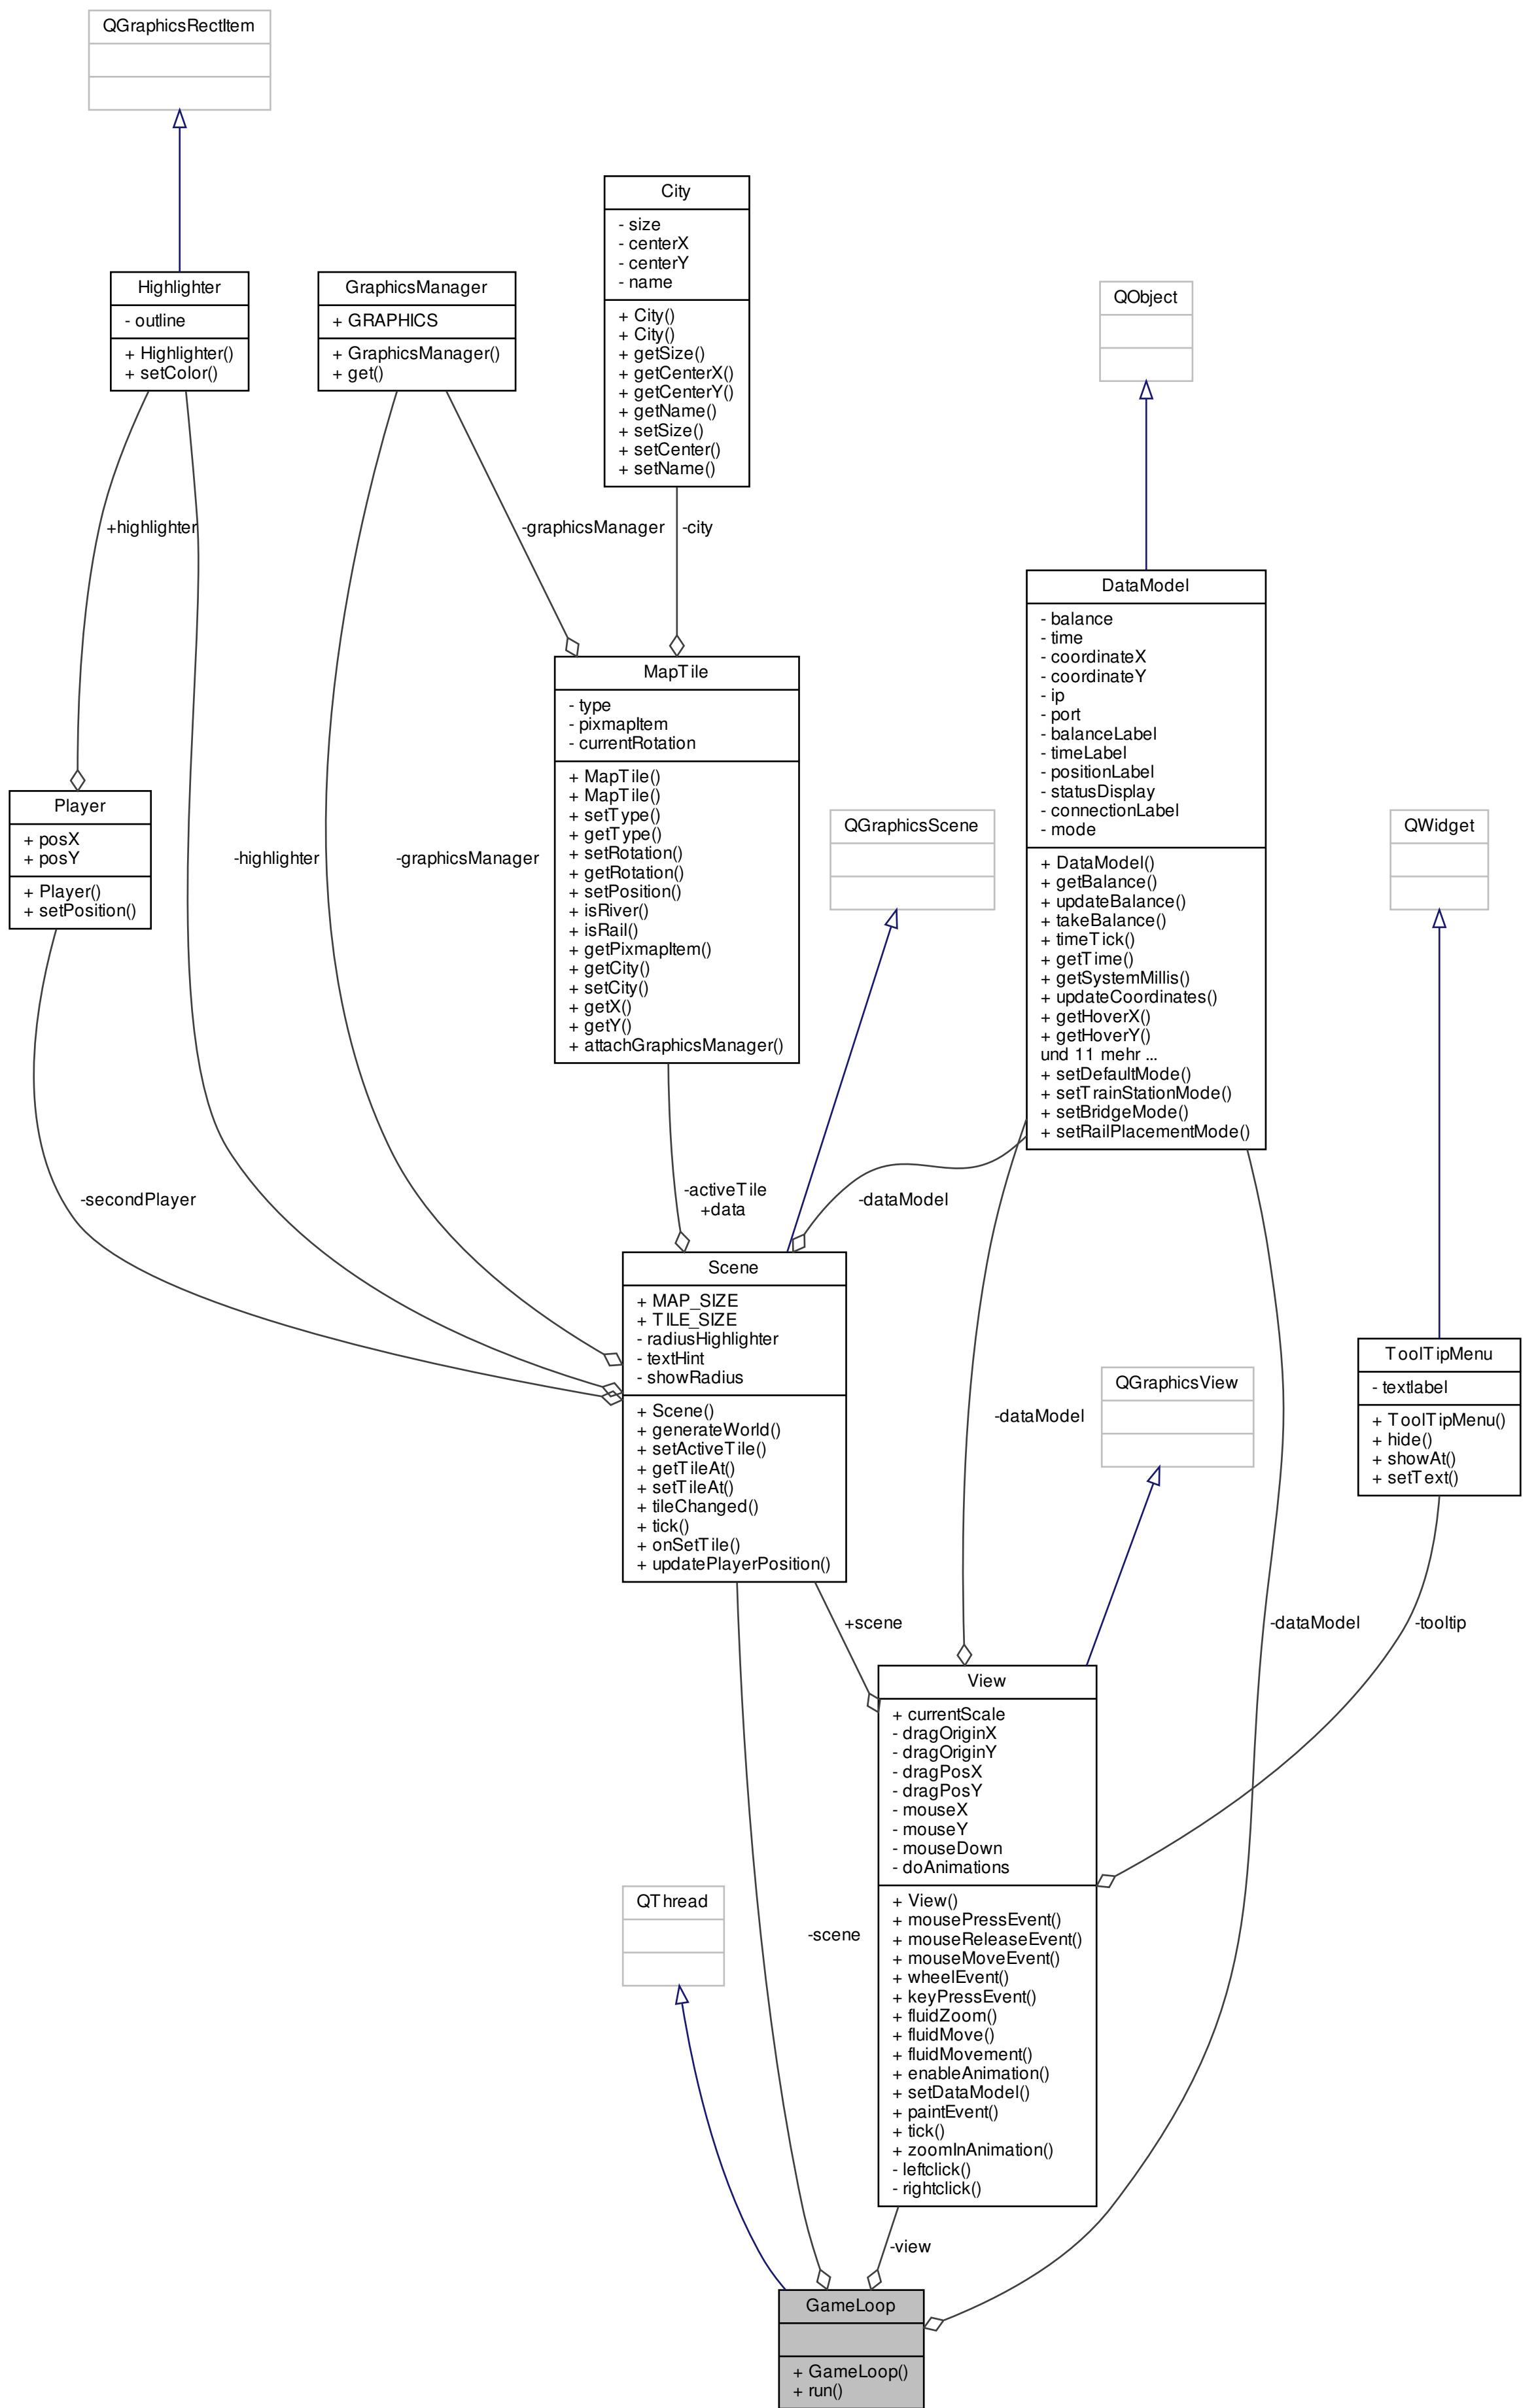 QGraphicsRectItem
City
- size
- centerX
- centerY
- name
+ City()
+ City()
+ getSize()
+ getCenterX()
+ getCenterY()
+ getName()
+ setSize()
+ setCenter()
+ setName()
Highlighter
- outline
+ Highlighter()
+ setColor()
GraphicsManager
+ GRAPHICS
+ GraphicsManager()
+ get()
QObject
+highlighter
-graphicsManager
-city
DataModel
- balance
- time
- coordinateX
- coordinateY
- ip
- port
- balanceLabel
- timeLabel
- positionLabel
- statusDisplay
- connectionLabel
- mode
+ DataModel()
+ getBalance()
+ updateBalance()
+ takeBalance()
+ timeTick()
+ getTime()
+ getSystemMillis()
+ updateCoordinates()
+ getHoverX()
+ getHoverY()
und 11 mehr ...
+ setDefaultMode()
+ setTrainStationMode()
+ setBridgeMode()
+ setRailPlacementMode()
MapTile
- type
- pixmapItem
- currentRotation
+ MapTile()
+ MapTile()
+ setType()
+ getType()
+ setRotation()
+ getRotation()
+ setPosition()
+ isRiver()
+ isRail()
+ getPixmapItem()
+ getCity()
+ setCity()
+ getX()
+ getY()
+ attachGraphicsManager()
Player
+ posX
+ posY
+ Player()
+ setPosition()
-highlighter
-graphicsManager
QGraphicsScene
QWidget
-secondPlayer
-activeTile
+data
-dataModel
Scene
+ MAP_SIZE
+ TILE_SIZE
- radiusHighlighter
- textHint
- showRadius
+ Scene()
+ generateWorld()
+ setActiveTile()
+ getTileAt()
+ setTileAt()
+ tileChanged()
+ tick()
+ onSetTile()
+ updatePlayerPosition()
-dataModel
QGraphicsView
ToolTipMenu
- textlabel
+ ToolTipMenu()
+ hide()
+ showAt()
+ setText()
+scene
-dataModel
-tooltip
View
+ currentScale
- dragOriginX
- dragOriginY
- dragPosX
- dragPosY
- mouseX
- mouseY
- mouseDown
- doAnimations
+ View()
+ mousePressEvent()
+ mouseReleaseEvent()
+ mouseMoveEvent()
+ wheelEvent()
+ keyPressEvent()
+ fluidZoom()
+ fluidMove()
+ fluidMovement()
+ enableAnimation()
+ setDataModel()
+ paintEvent()
+ tick()
+ zoomInAnimation()
- leftclick()
- rightclick()
QThread
-scene
-view
GameLoop
+ GameLoop()
+ run()